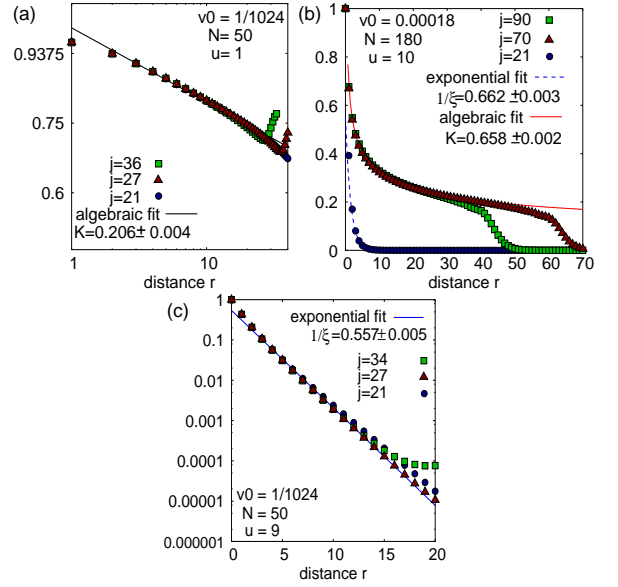 (a)
v0 = 1/1024
N= 50
u= 1
0.9375
0.75
0.6
j=36
j=27
j=21
algebraic fit
K=0.206± 0.004
1
10
distance r
(b)
v0 = 0.00018
N = 180
u = 10
j=90
j=70
j=21
exponential fit
1/ξ=0.662 ±0.003
algebraic fit
K=0.658 ±0.002
1
0.8
0.6
0.4
0.2
0
0 10 20 30 40 50 60 70
distance r
(c)
exponential fit
1/ξ=0.557±0.005
j=34
j=27
j=21
1
0.1
0.01
0.001
0.0001
0.00001
0.000001
v0 = 1/1024
N = 50
u = 9
0 5 10 15 20
distance r